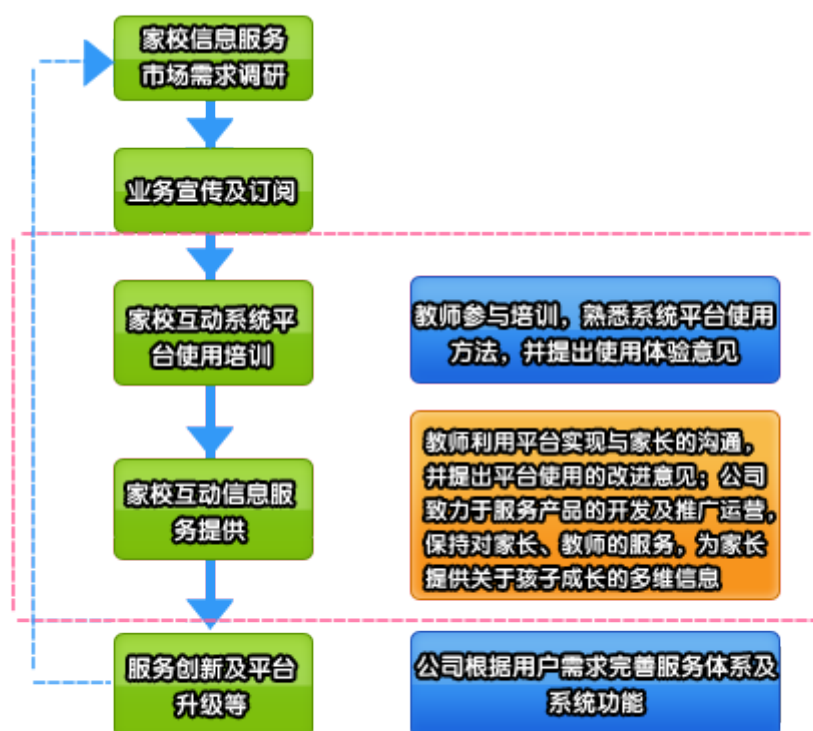 家校信息服务
市场需求调研
业务宣传及订阅
家校互动系统平
台使用培训
教师参与培训，熟悉系统平台使用
方法，并提出使用体验意见
家校互动信息服
务提供
教师利用平台实现与家长的沟通，
并提出平台使用的改进意见；公司
致力于服务产品的开发及推广运营，
保持对家长、教师的服务，为家长
提供关于孩子成长的多维信息
服务创新及平台
升级等
公司根据用户需求完善服务体系及
系统功能